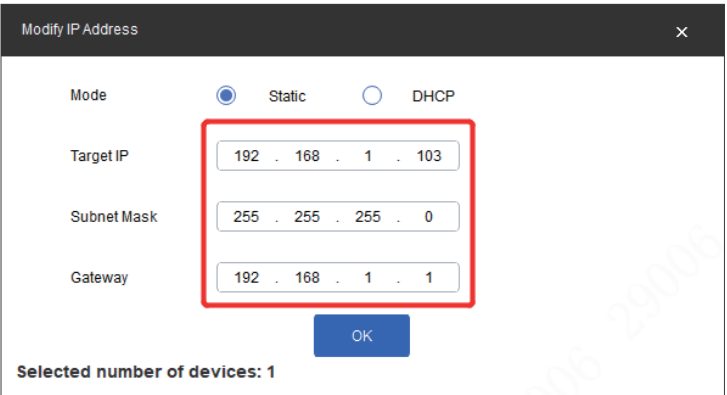 Modify IP Address
Mode Static DHCP
Target IP 192 . 168 . 1 . 103
Subnet Mask 255 . 255 . 255 . 0
Gateway 192 . 168 . 1 . 1
OK
Selected number of devices: 1
29006